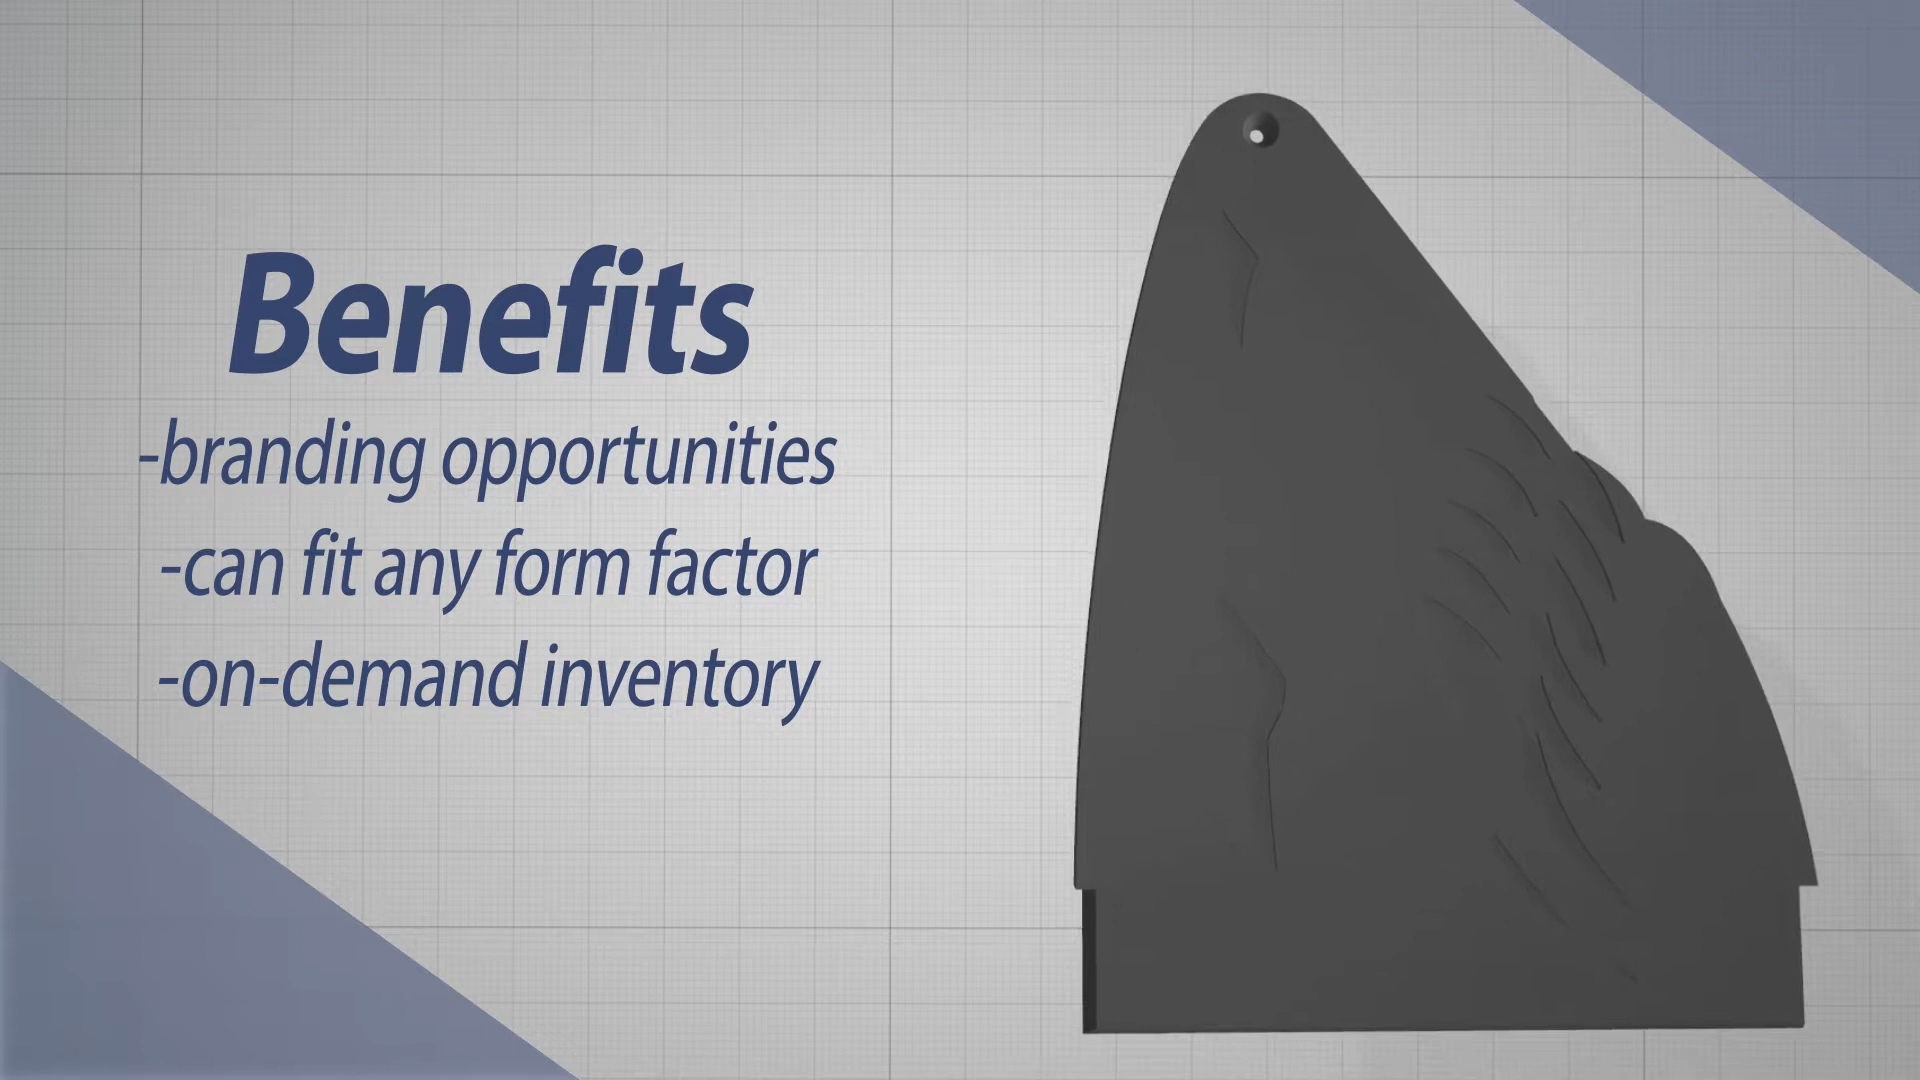 Benefits
-branding opportunities
-can fit any form factor
-on-demand inventory